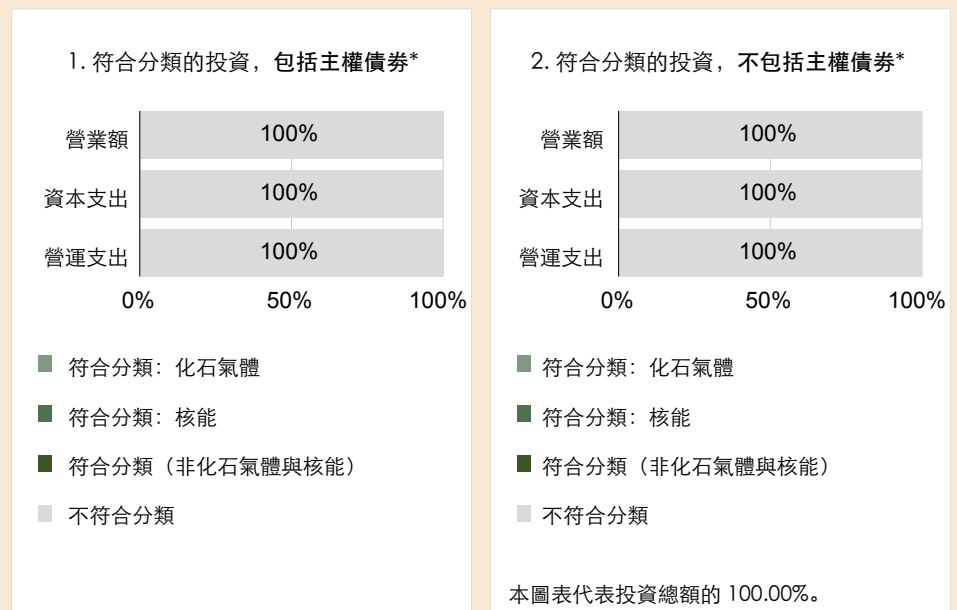 1. 符合分類的投資，包括主權債券*
營業額
100%
資本支出
100%
營運支出
100%
0%
50%
100%
符合分類：化石氣體
符合分類：核能
符合分類（非化石氣體與核能）
不符合分類
2. 符合分類的投資，不包括主權債券*
營業額
100%
資本支出
100%
營運支出
100%
0%
50%
100%
符合分類：化石氣體
符合分類：核能
符合分類（非化石氣體與核能）
不符合分類
本圖表代表投資總額的 100.00%。